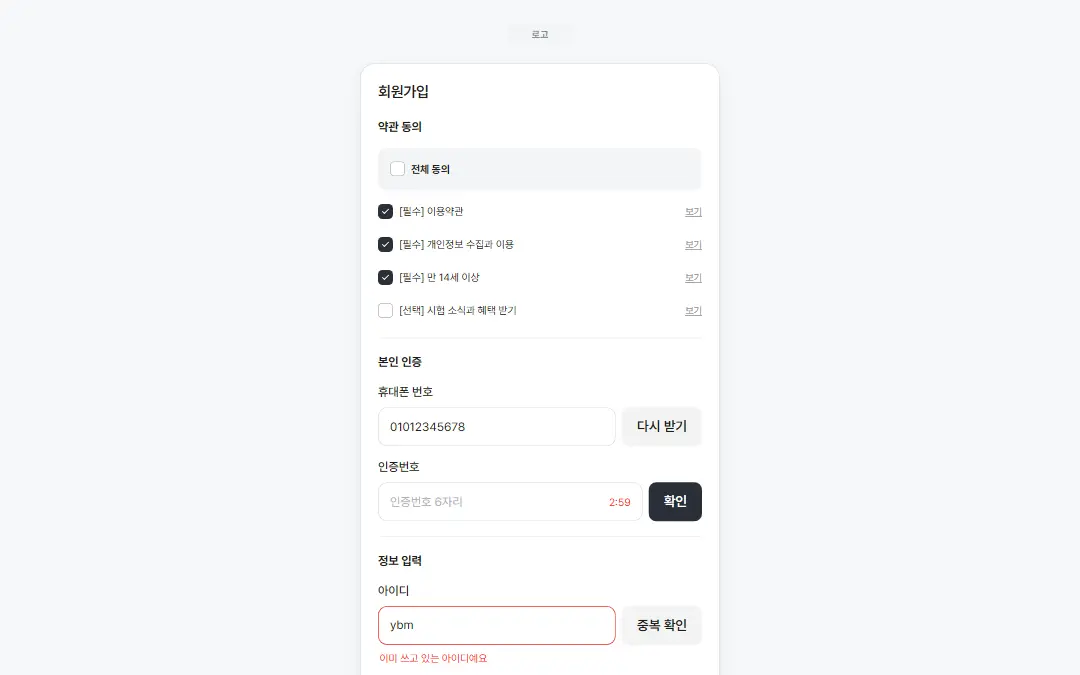 로고
회원가입
약관 동의
전체 동의
[필수] 이용약관 보기
[필수] 개인정보 수집과 이용 보기
[필수] 만 14세 이상 보기
[선택] 시험 소식과 혜택 받기 보기
본인 인증
휴대폰 번호
01012345678 다시 받기
인증번호
인증번호 6자리 2:59 확인
정보 입력
아이디
ybm 중복 확인
이미 쓰고 있는 아이디예요